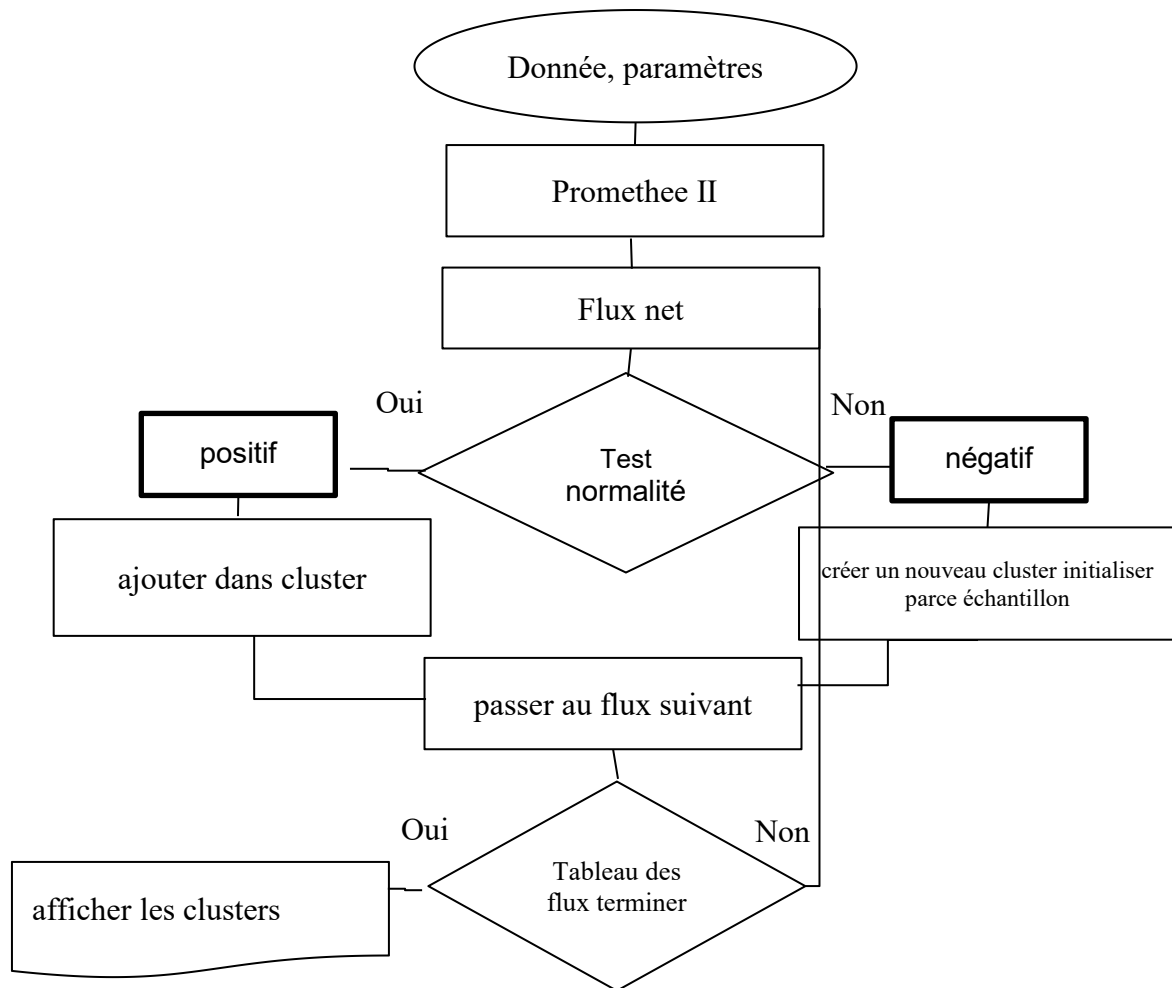 Donnée, paramètres
Promethee II
Flux net
Oui
Non
positif
Test
normalité
négatif
ajouter dans cluster
créer un nouveau cluster initialiser
parce échantillon
passer au flux suivant
Oui
Non
Tableau des
flux terminer
afficher les clusters